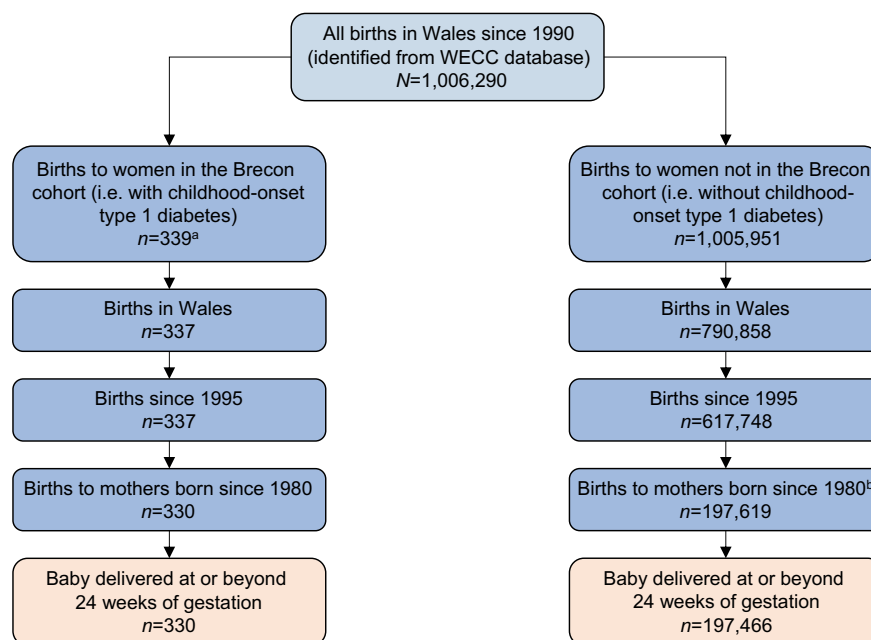 All births in Wales since 1990
(identified from WECC database)
N=1,006,290
Births to women in the Brecon
cohort (i.e. with childhood-onset
type 1 diabetes)
n=339ª
Births in Wales
n=337
Births since 1995
n=337
Births to mothers born since 1980
n=330
Baby delivered at or beyond
24 weeks of gestation
n=330
Births to women not in the Brecon
cohort (i.e. without childhood-
onset type 1 diabetes)
n=1,005,951
Births in Wales
n=790,858
Births since 1995
n=617,748
Births to mothers born since 1980ᵇ
n=197,619
Baby delivered at or beyond
24 weeks of gestation
n=197,466